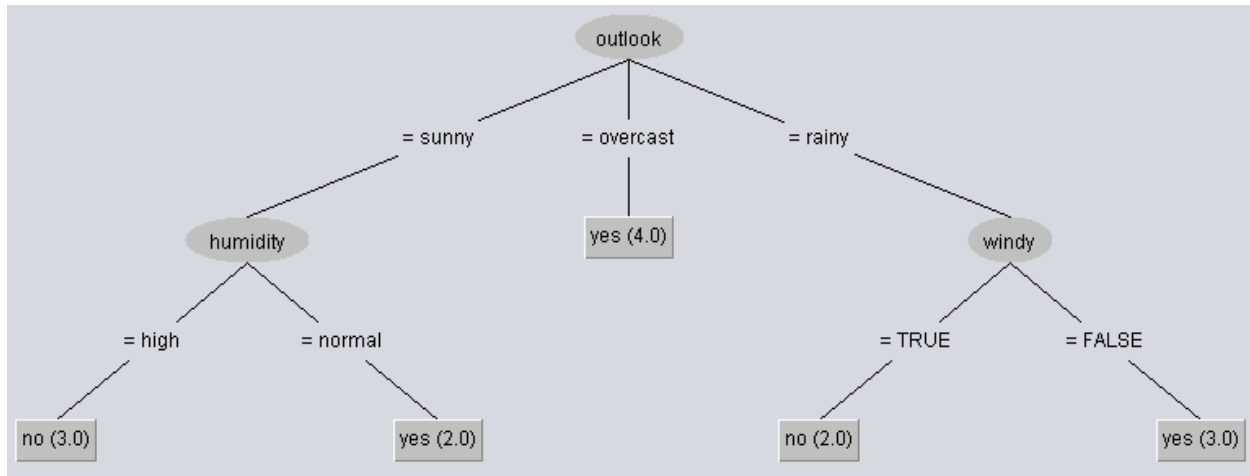 outlook
= sunny
= overcast
= rainy
humidity
yes (4.0)
windy
= high
= normal
= TRUE
= FALSE
no (3.0)
yes (2.0)
no (2.0)
yes (3.0)